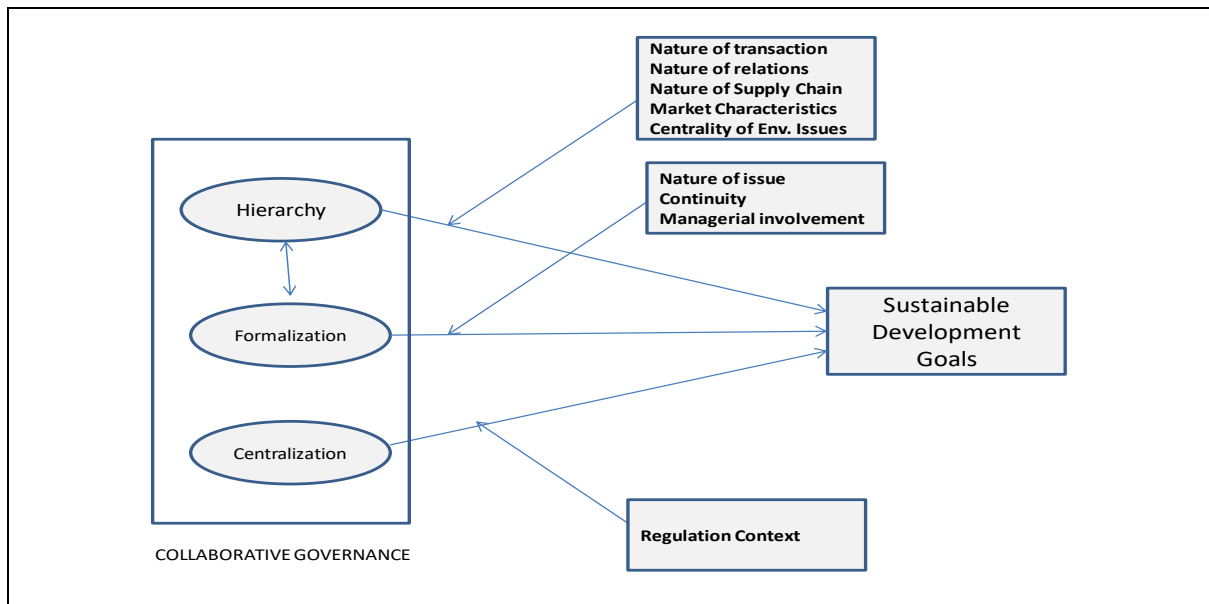 Nature of transaction
Nature of relations
Nature of Supply Chain
Market Characteristics
Centrality of Env. Issues
Nature of issue
Continuity
Managerial involvement
Hierarchy
Formalization
Centralization
Sustainable
Development
Goals
Regulation Context
COLLABORATIVE GOVERNANCE